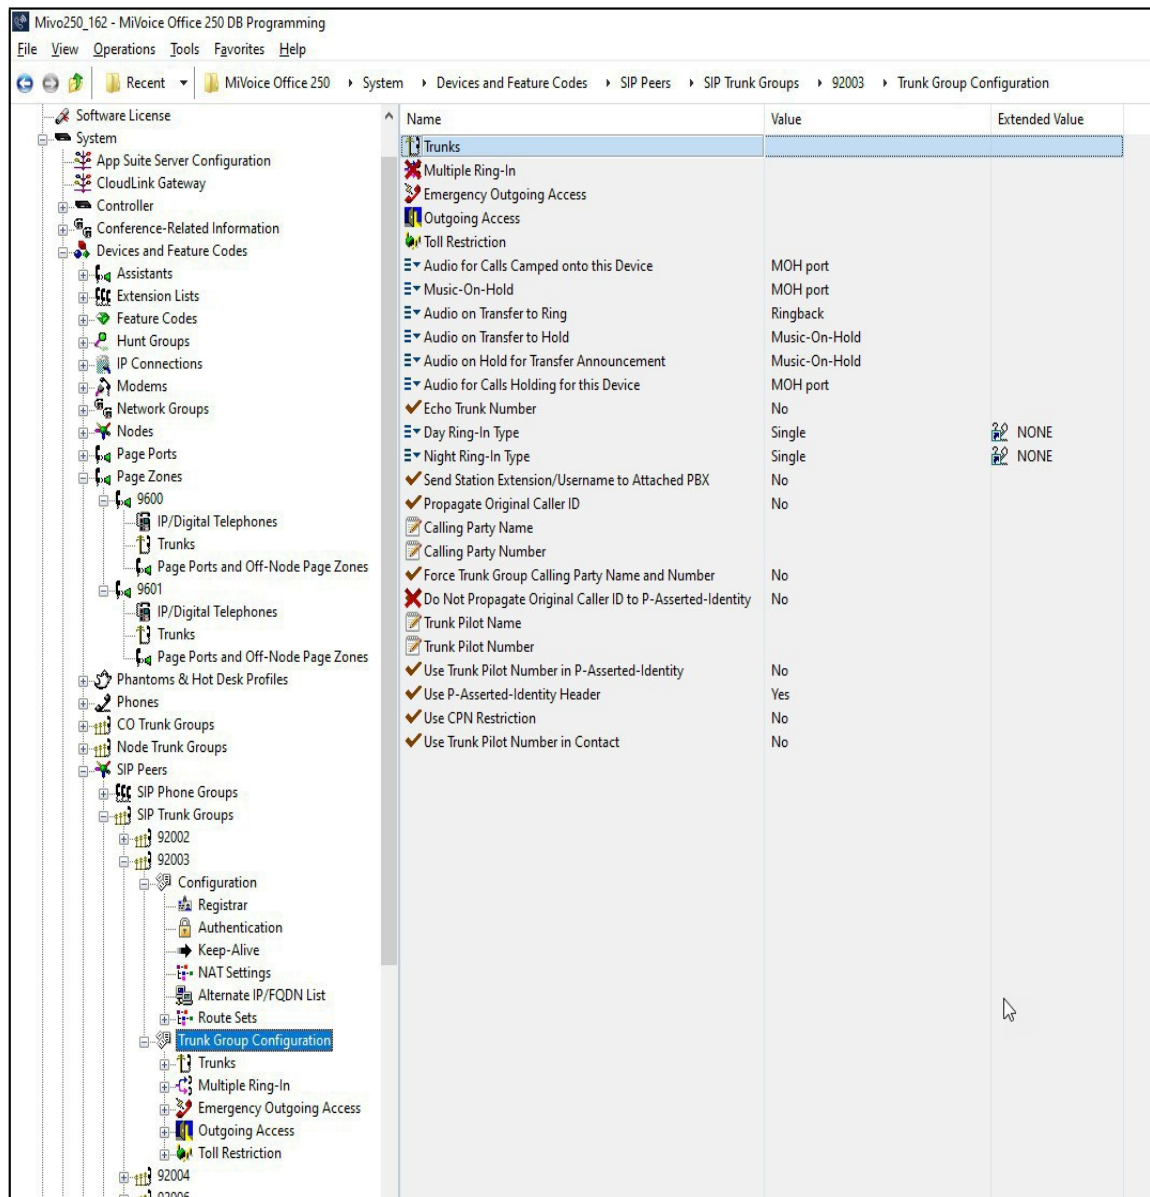 Mivo250_162 - MiVoice Office 250 DB Programming
File View Operations Tools Favorites Help
Recent MiVoice Office 250 System Devices and Feature Codes SIP Peers SIP Trunk Groups 92003 Trunk Group Configuration
Software License
System
App Suite Server Configuration
CloudLink Gateway
Controller
Conference-Related Information
Devices and Feature Codes
Assistants
Extension Lists
Feature Codes
Hunt Groups
IP Connections
Modems
Network Groups
Nodes
Page Ports
Page Zones
9600
IP/Digital Telephones
Trunks
Page Ports and Off-Node Page Zones
9601
IP/Digital Telephones
Trunks
Page Ports and Off-Node Page Zones
Phantoms & Hot Desk Profiles
Phones
CO Trunk Groups
Node Trunk Groups
SIP Peers
SIP Phone Groups
SIP Trunk Groups
92002
92003
Configuration
Registrar
Authentication
Keep-Alive
NAT Settings
Alternate IP/FQDN List
Route Sets
Trunk Group Configuration
Trunks
Multiple Ring-In
Emergency Outgoing Access
Outgoing Access
Toll Restriction
92004
Name Value Extended Value
Trunks
Multiple Ring-In
Emergency Outgoing Access
Outgoing Access
Toll Restriction
Audio for Calls Camped onto this Device MOH port
Music-On-Hold MOH port
Audio on Transfer to Ring Ringback
Audio on Transfer to Hold Music-On-Hold
Audio on Hold for Transfer Announcement Music-On-Hold
Audio for Calls Holding for this Device MOH port
Echo Trunk Number No
Day Ring-In Type Single NONE
Night Ring-In Type Single NONE
Send Station Extension/Username to Attached PBX No
Propagate Original Caller ID No
Calling Party Name
Calling Party Number
Force Trunk Group Calling Party Name and Number No
Do Not Propagate Original Caller ID to P-Asserted-Identity No
Trunk Pilot Name
Trunk Pilot Number
Use Trunk Pilot Number in P-Asserted-Identity No
Use P-Asserted-Identity Header Yes
Use CPN Restriction No
Use Trunk Pilot Number in Contact No